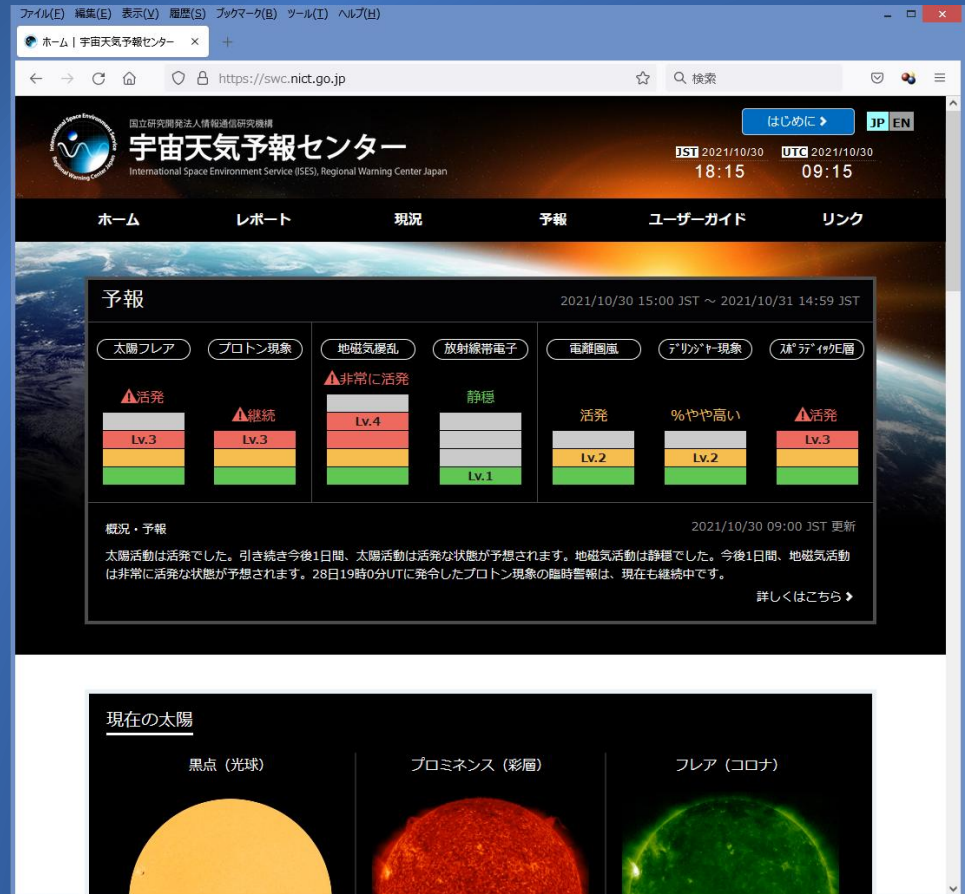 ファイル(F) 編集(E) 表示(V) 履歴(S) ブックマーク(B) ツール(T) ヘルプ(H)
ホーム | 宇宙天気予報センター
https://swc.nict.go.jp
検索
国立研究開発法人情報通信研究機構
宇宙天気予報センター
International Space Environment Service (ISES), Regional Warning Center Japan
はじめに
JP EN
JST 2021/10/30 UTC 2021/10/30
18:15 09:15
ホーム レポート 現況 予報 ユーザーガイド リンク
予報 2021/10/30 15:00 JST ～ 2021/10/31 14:59 JST
太陽フレア プロトン現象 地磁気擾乱 放射線帯電子 電離圏嵐 ﾃﾞﾘﾝｼﾞｬｰ現象 ｽﾎﾟﾗﾃﾞｨｯｸE層
非常に活発
活発 静穏
継続 活発 %やや高い 活発
Lv.4
Lv.3 Lv.3 Lv.3
Lv.2 Lv.2
Lv.1
概況・予報 2021/10/30 09:00 JST 更新
太陽活動は活発でした。引き続き今後1日間、太陽活動は活発な状態が予想されます。地磁気活動は静穏でした。今後1日間、地磁気活動
は非常に活発な状態が予想されます。28日19時0分UTに発令したプロトン現象の臨時警報は、現在も継続中です。
詳しくはこちら
現在の太陽
黒点（光球） プロミネンス（彩層） フレア（コロナ）